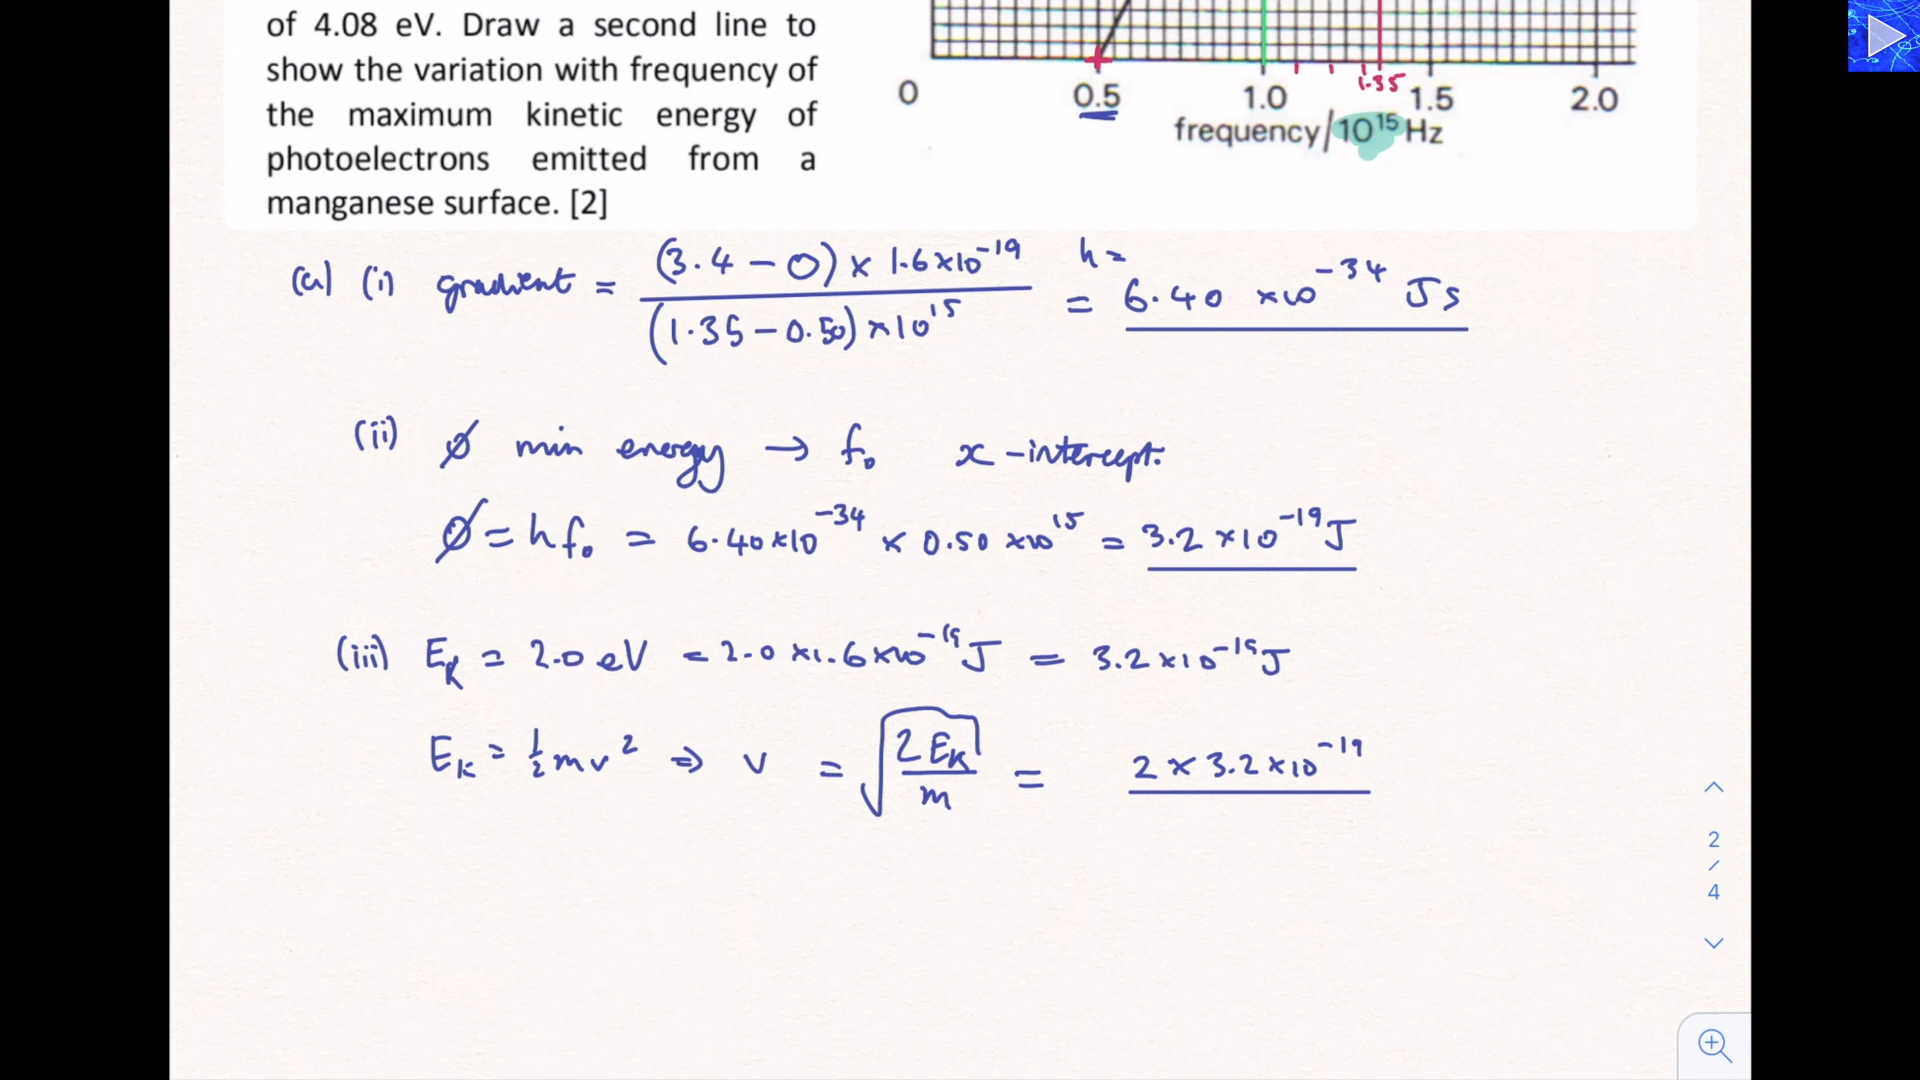 of 4.08 eV. Draw a second line to
show the variation with frequency of
the maximum kinetic energy of
photoelectrons emitted from a
manganese surface. [2]
0 0.5 1.0 1.35 1.5 2.0
frequency/10¹⁵ Hz
(a) (i) gradient = (3.4 − 0) × 1.6×10⁻¹⁹ / (1.35 − 0.50) ×10¹⁵ = h = 6.40 ×10⁻³⁴ J s
(ii) ϕ min energy → f₀ x-intercept.
ϕ = hf₀ = 6.40×10⁻³⁴ × 0.50 ×10¹⁵ = 3.2 ×10⁻¹⁹ J
(iii) Eₖ = 2.0 eV = 2.0 ×1.6×10⁻¹⁹ J = 3.2×10⁻¹⁹ J
Eₖ = ½mv² ⇒ v = √(2Eₖ/m) = 2 × 3.2×10⁻¹⁹
2
/
4